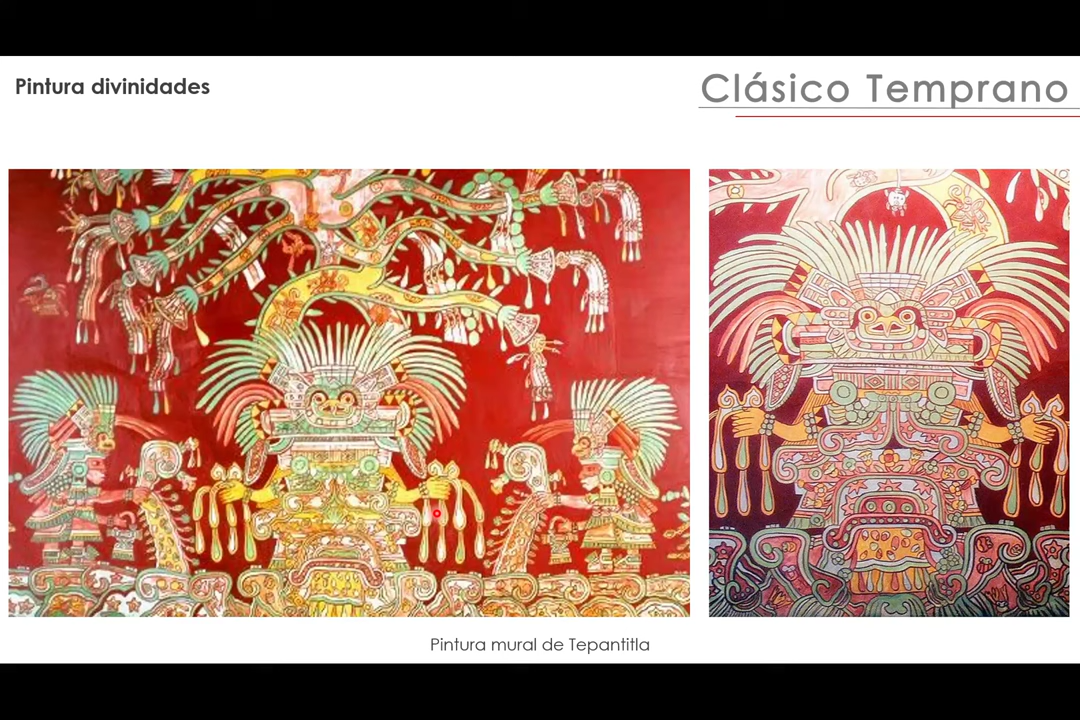 Pintura divinidades
Clásico Temprano
Pintura mural de Tepantitla